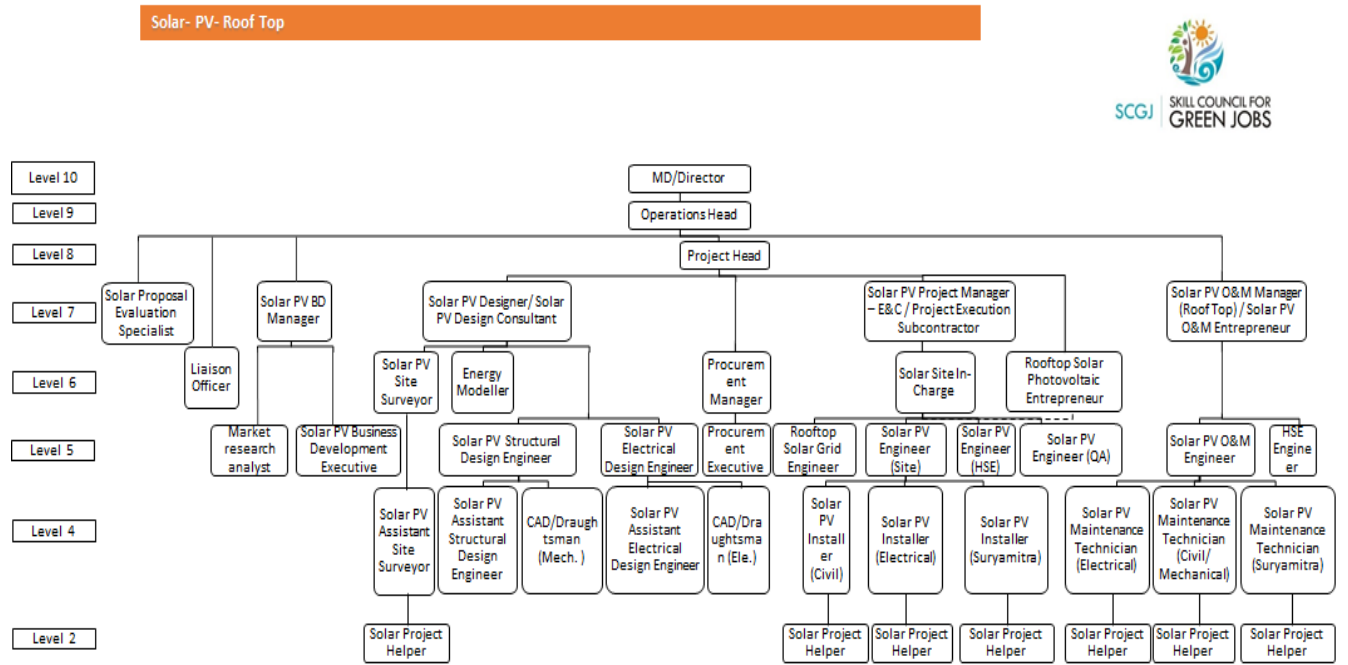 Solar- PV- Roof Top
SCGJ
SKILL COUNCIL FOR
GREEN JOBS
Level 10
MD/Director
Level 9
Operations Head
Level 8
Project Head
Level 7
Solar Proposal
Evaluation
Specialist
Solar PV BD
Manager
Solar PV Designer/ Solar
PV Design Consultant
Solar PV Project Manager
– E&C / Project Execution
Subcontractor
Solar PV O&M Manager
(Roof Top) / Solar PV
O&M Entrepreneur
Level 6
Liaison
Officer
Solar PV
Site
Surveyor
Energy
Modeller
Procurem
ent
Manager
Solar Site In-
Charge
Rooftop Solar
Photovoltaic
Entrepreneur
Level 5
Market
research
analyst
Solar PV Business
Development
Executive
Solar PV Structural
Design Engineer
Solar PV
Electrical
Design Engineer
Procurem
ent
Executive
Rooftop
Solar Grid
Engineer
Solar PV
Engineer
(Site)
Solar PV
Engineer
(HSE)
Solar PV
Engineer (QA)
Solar PV O&M
Engineer
HSE
Engine
er
Level 4
Solar PV
Assistant
Site
Surveyor
Solar PV
Assistant
Structural
Design
Engineer
CAD/Draugh
tsman
(Mech. )
Solar PV
Assistant
Electrical
Design Engineer
CAD/Dra
ughtsma
n (Ele.)
Solar
PV
Install
er
(Civil)
Solar PV
Installer
(Electrical)
Solar PV
Installer
(Suryamitra)
Solar PV
Maintenance
Technician
(Electrical)
Solar PV
Maintenance
Technician
(Civil/
Mechanical)
Solar PV
Maintenance
Technician
(Suryamitra)
Level 2
Solar Project
Helper
Solar Project
Helper
Solar Project
Helper
Solar Project
Helper
Solar Project
Helper
Solar Project
Helper
Solar Project
Helper